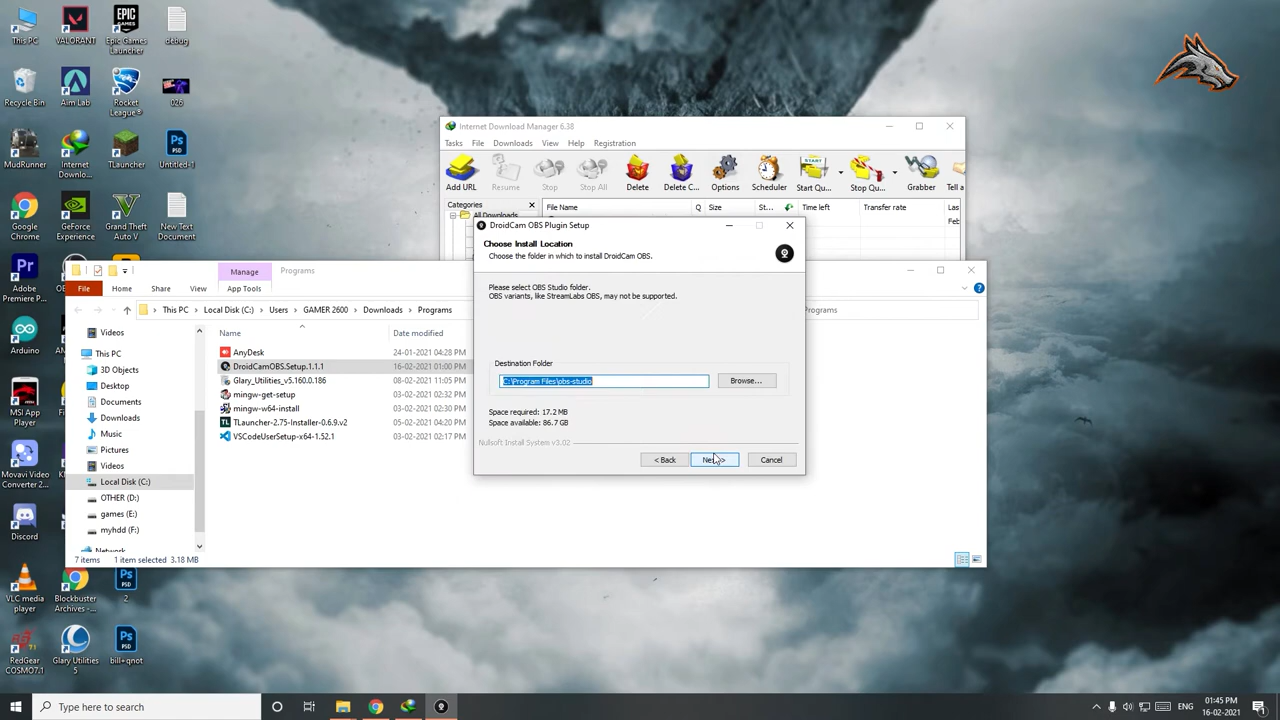 This PC
VALORANT
Epic Games
Launcher
debug
Recycle Bin
Aim Lab
Rocket
League ®
026
MudRunner
Internet
Downlo...
TLauncher
Untitled-1
Google
Chrome
GeForce
Experience
Grand Theft
Auto V
New Text
Document
Adobe
Premiere P...
Arduino
MSI App
Player
Movavi
Video
Converter 2...
Discord
VLC media
player
Blockbuster
Archives -...
2
RedGear
COSMO7.1
Glary Utilities
5
bill+qnot
Internet Download Manager 6.38
Tasks File Downloads View Help Registration
Add URL Resume Stop Stop All Delete Delete C... Options Scheduler Start Qu... Stop Qu... Grabber Tell a
Categories
File Name Q Size St... Time left Transfer rate Las
All Downloads
Feb
Manage Programs
File Home Share View App Tools
This PC Local Disk (C:) Users GAMER 2600 Downloads Programs
Programs
Videos
This PC
3D Objects
Desktop
Documents
Downloads
Music
Pictures
Videos
Local Disk (C:)
OTHER (D:)
games (E:)
myhdd (F:)
Network
Name Date modified
AnyDesk 24-01-2021 04:28 PM
DroidCamOBS.Setup.1.1.1 16-02-2021 01:00 PM
Glary_Utilities_v5.160.0.186 08-02-2021 11:05 PM
mingw-get-setup 03-02-2021 02:32 PM
mingw-w64-install 03-02-2021 02:30 PM
TLauncher-2.75-Installer-0.6.9.v2 05-02-2021 04:20 PM
VSCodeUserSetup-x64-1.52.1 03-02-2021 02:17 PM
7 items 1 item selected 3.18 MB
DroidCam OBS Plugin Setup
Choose Install Location
Choose the folder in which to install DroidCam OBS.
Please select OBS Studio folder.
OBS variants, like StreamLabs OBS, may not be supported.
Destination Folder
C:\Program Files\obs-studio
Browse...
Space required: 17.2 MB
Space available: 86.7 GB
Nullsoft Install System v3.02
< Back Cancel
Type here to search
01:45 PM
16-02-2021